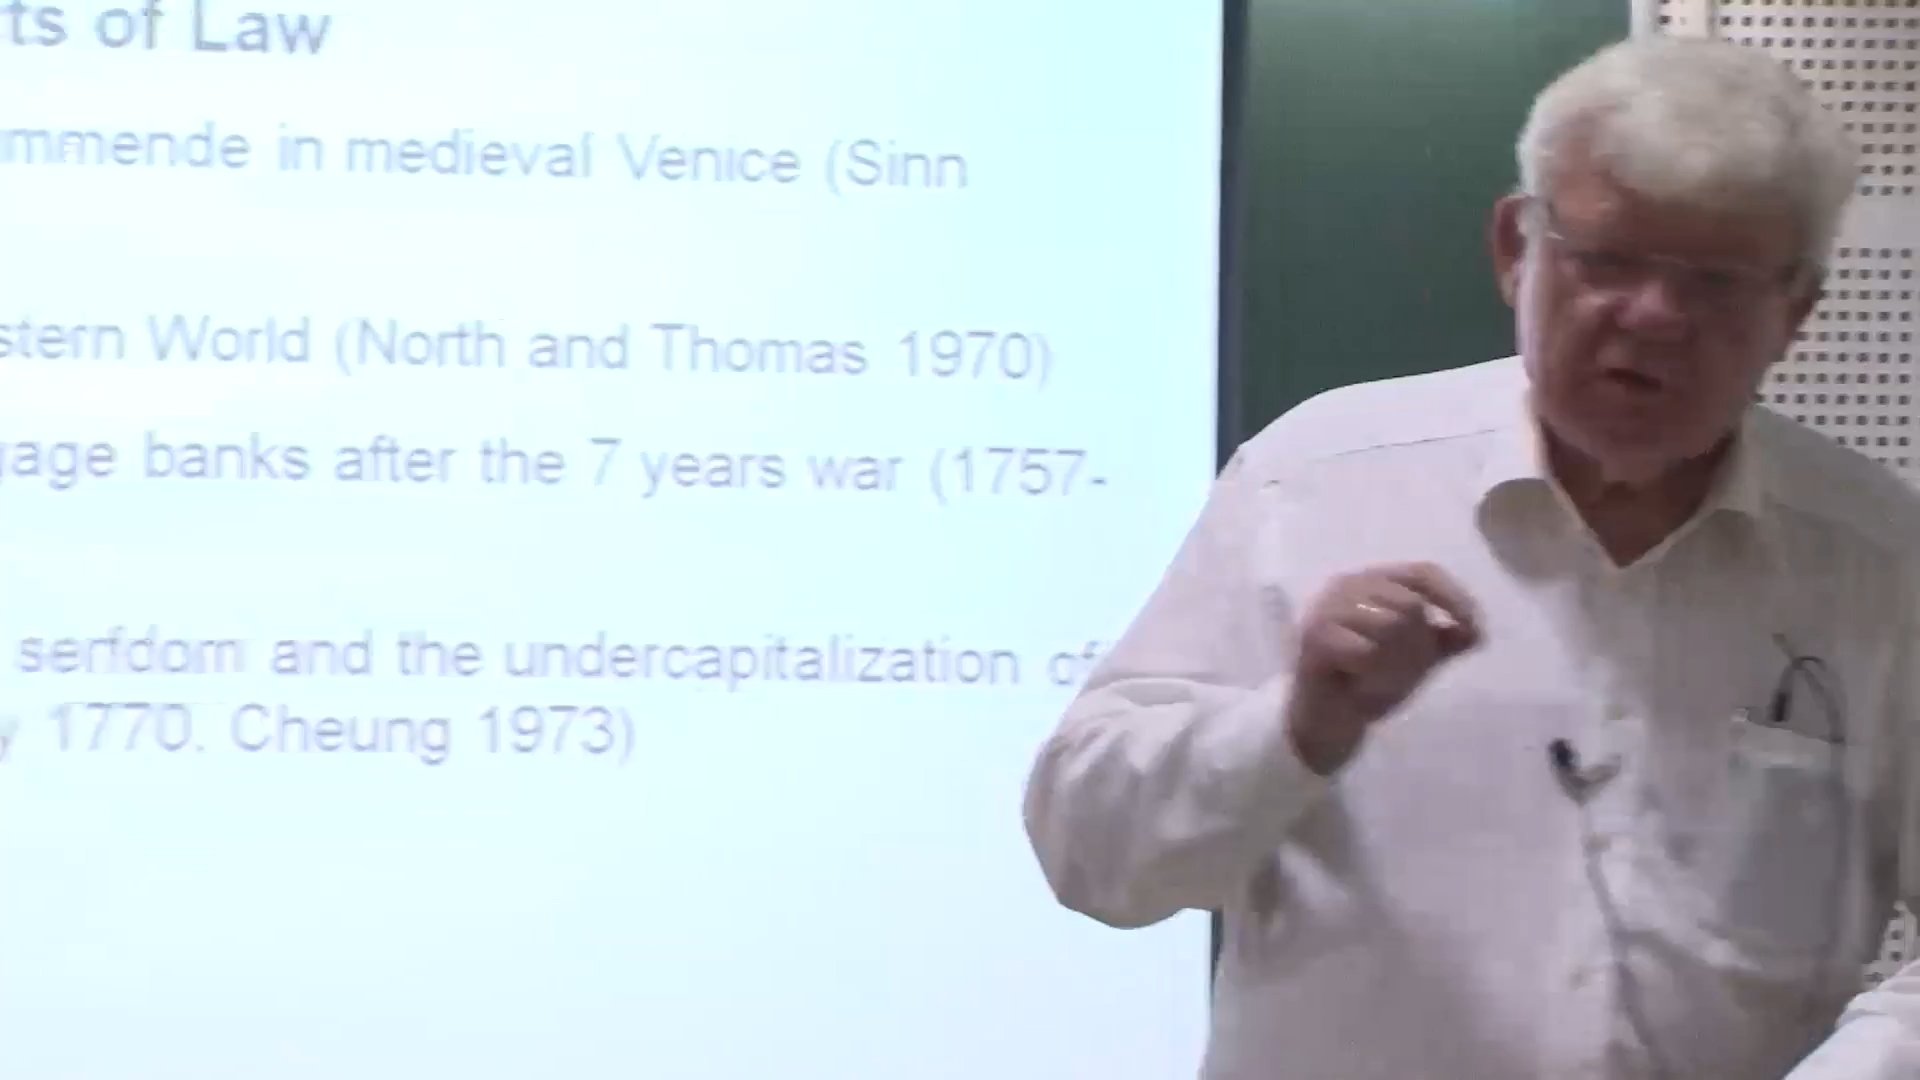 ts of Law
mmende in medieval Venice (Sinn
stern World (North and Thomas 1970)
gage banks after the 7 years war (1757-
serfdom and the undercapitalization of
y 1770. Cheung 1973)